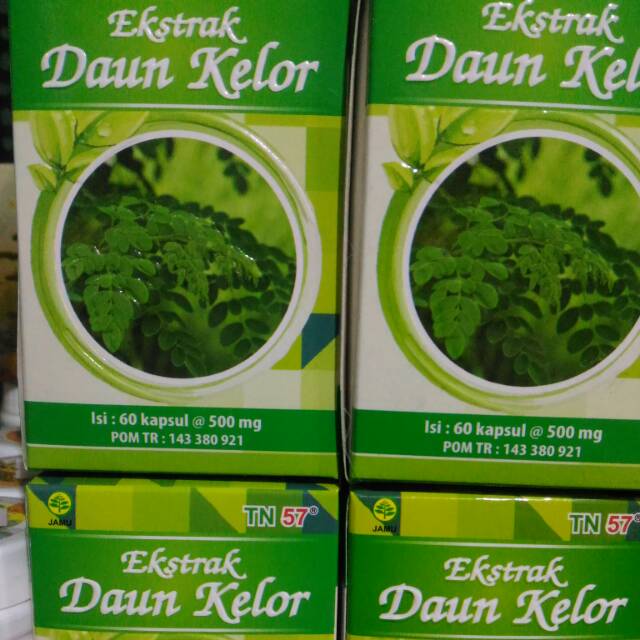 Ekstrak
Daun Kelor
Isi : 60 kapsul @ 500 mg
POM TR : 143 380 921
Ekstrak
Daun Kel
Isi : 60 kapsul @ 500 mg
POM TR : 143 380 921
JAMU
TN 57®
Ekstrak
Daun Kelor
JAMU
TN 57®
Ekstrak
Daun Kelor